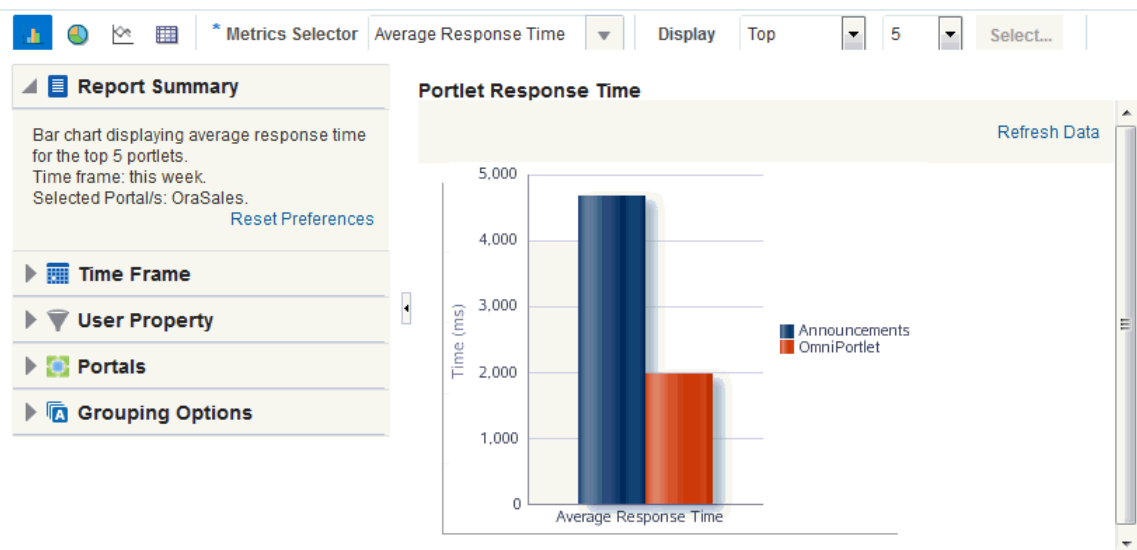 * Metrics Selector Average Response Time Display Top 5 Select...
Report Summary
Bar chart displaying average response time
for the top 5 portlets.
Time frame: this week.
Selected Portal/s: OraSales.
Reset Preferences
Time Frame
User Property
Portals
A Grouping Options
Portlet Response Time
Refresh Data
5,000
4,000
3,000
2,000
1,000
0
Time (ms)
Average Response Time
Announcements
OmniPortlet